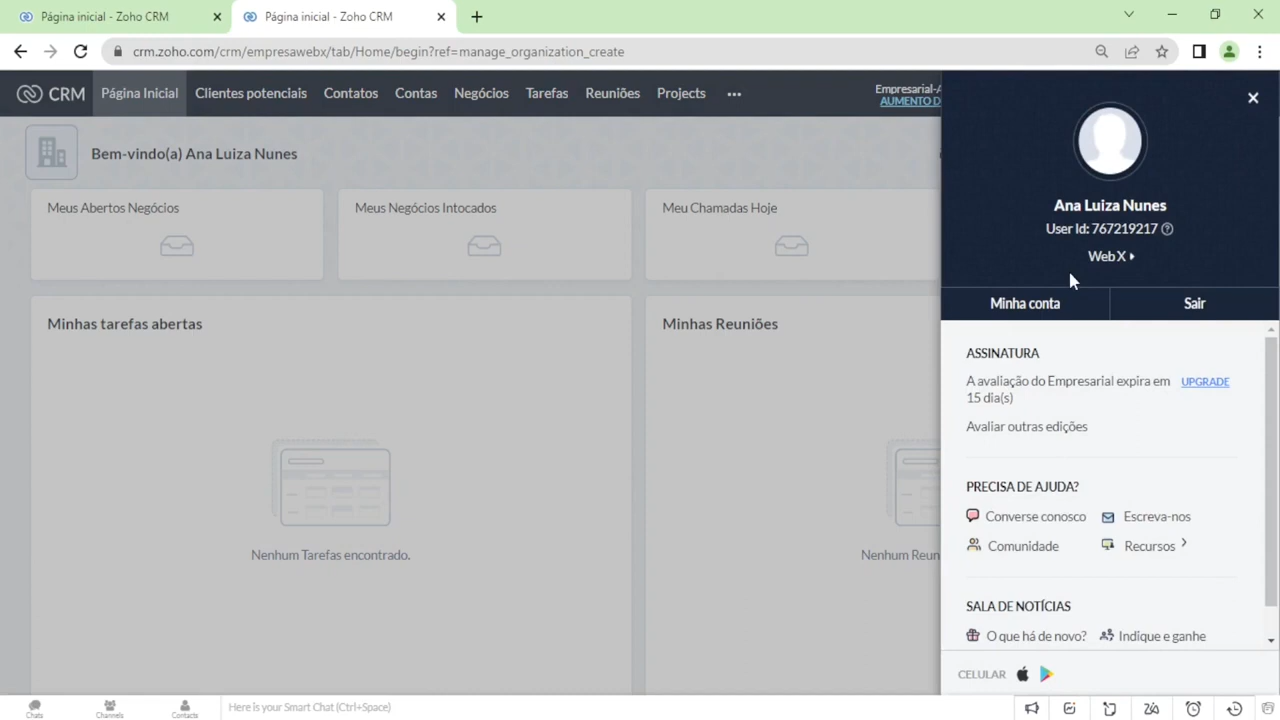 Página inicial - Zoho CRM
Página inicial - Zoho CRM
crm.zoho.com/crm/empresawebx/tab/Home/begin?ref=manage_organization_create
CRM
Página Inicial
Clientes potenciais
Contatos
Contas
Negócios
Tarefas
Reuniões
Projects
Empresarial-A
AUMENTO D
Bem-vindo(a) Ana Luiza Nunes
Meus Abertos Negócios
Meus Negócios Intocados
Meu Chamadas Hoje
Minhas tarefas abertas
Nenhum Tarefas encontrado.
Minhas Reuniões
Nenhum Reun
Ana Luiza Nunes
User Id: 767219217
WebX
Minha conta
Sair
ASSINATURA
A avaliação do Empresarial expira em
15 dia(s)
UPGRADE
Avaliar outras edições
PRECISA DE AJUDA?
Converse conosco
Escreva-nos
Comunidade
Recursos
SALA DE NOTÍCIAS
O que há de novo?
Indique e ganhe
CELULAR
Chats
Channels
Contacts
Here is your Smart Chat (Ctrl+Space)